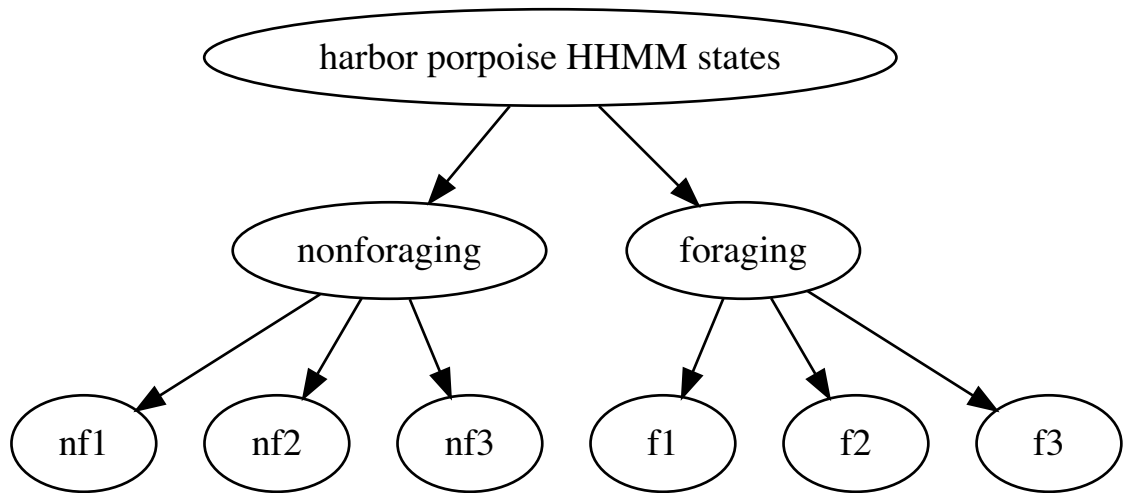 harbor porpoise HHMM states
nonforaging
foraging
nf1
nf2
nf3
f1
f2
f3